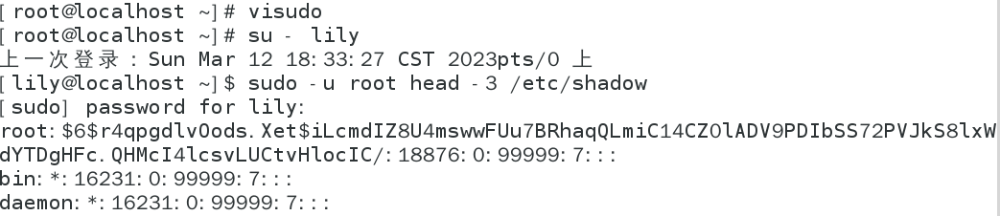 [root@localhost ~]# visudo
[root@localhost ~]# su - lily
上一次登录：Sun Mar 12 18:33:27 CST 2023pts/0 上
[lily@localhost ~]$ sudo -u root head -3 /etc/shadow
[sudo] password for lily:
root:$6$r4qpgdlvOods.Xet$iLcmdIZ8U4mswwFUu7BRhaqQLmiC14CZ0lADV9PDIbSS72PVJkS8lxW
dYTDgHFc.QHMcI4lcsvLUCtvHlocIC/:18876:0:99999:7:::
bin:*:16231:0:99999:7:::
daemon:*:16231:0:99999:7:::